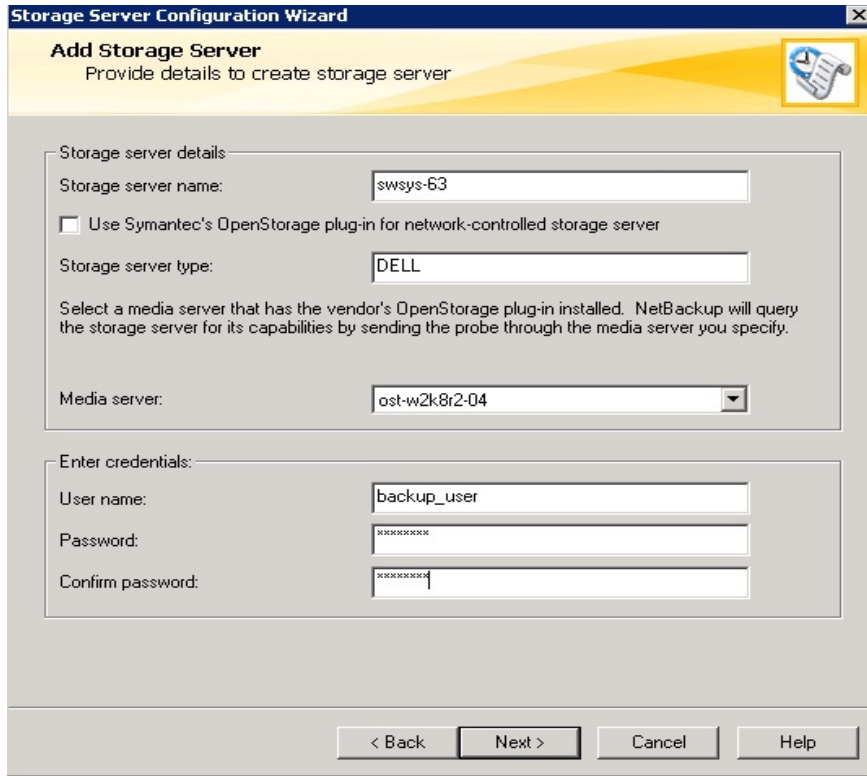 Storage Server Configuration Wizard
Add Storage Server
Provide details to create storage server
Storage server details
Storage server name: swsys-63
Use Symantec's OpenStorage plug-in for network-controlled storage server
Storage server type: DELL
Select a media server that has the vendor's OpenStorage plug-in installed. NetBackup will query
the storage server for its capabilities by sending the probe through the media server you specify.
Media server: ost-w2k8r2-04
Enter credentials:
User name: backup_user
Password: ********
Confirm password: ********
< Back Next > Cancel Help